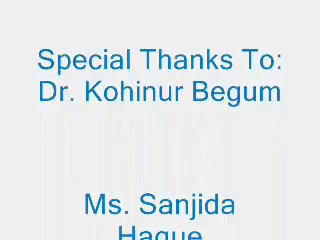 Special Thanks To:
Dr. Kohinur Begum
Ms. Sanjida
Haque